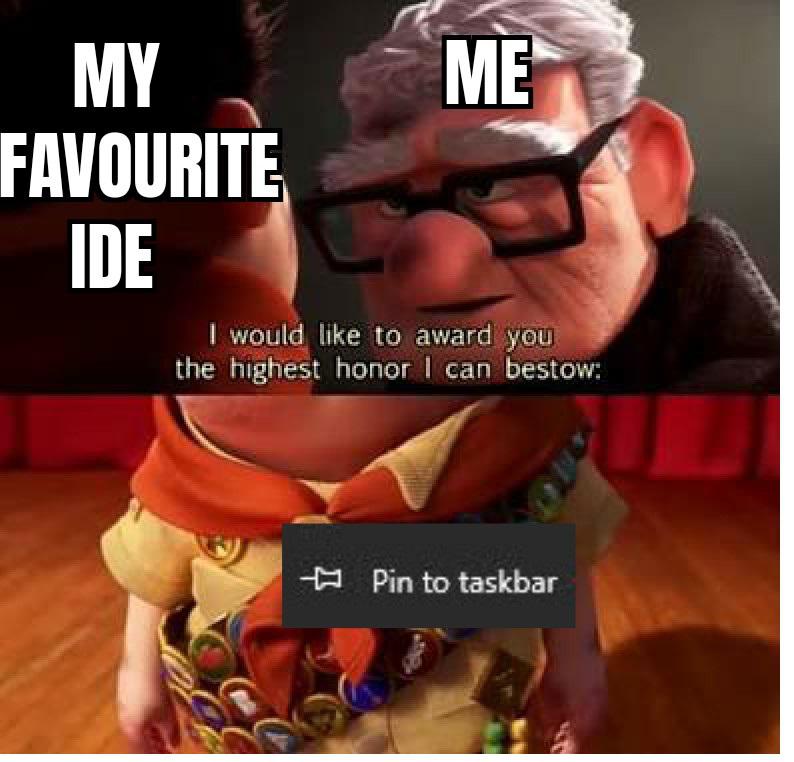 MY
FAVOURITE
IDE
ME
I would like to award you
the highest honor I can bestow:
Pin to taskbar